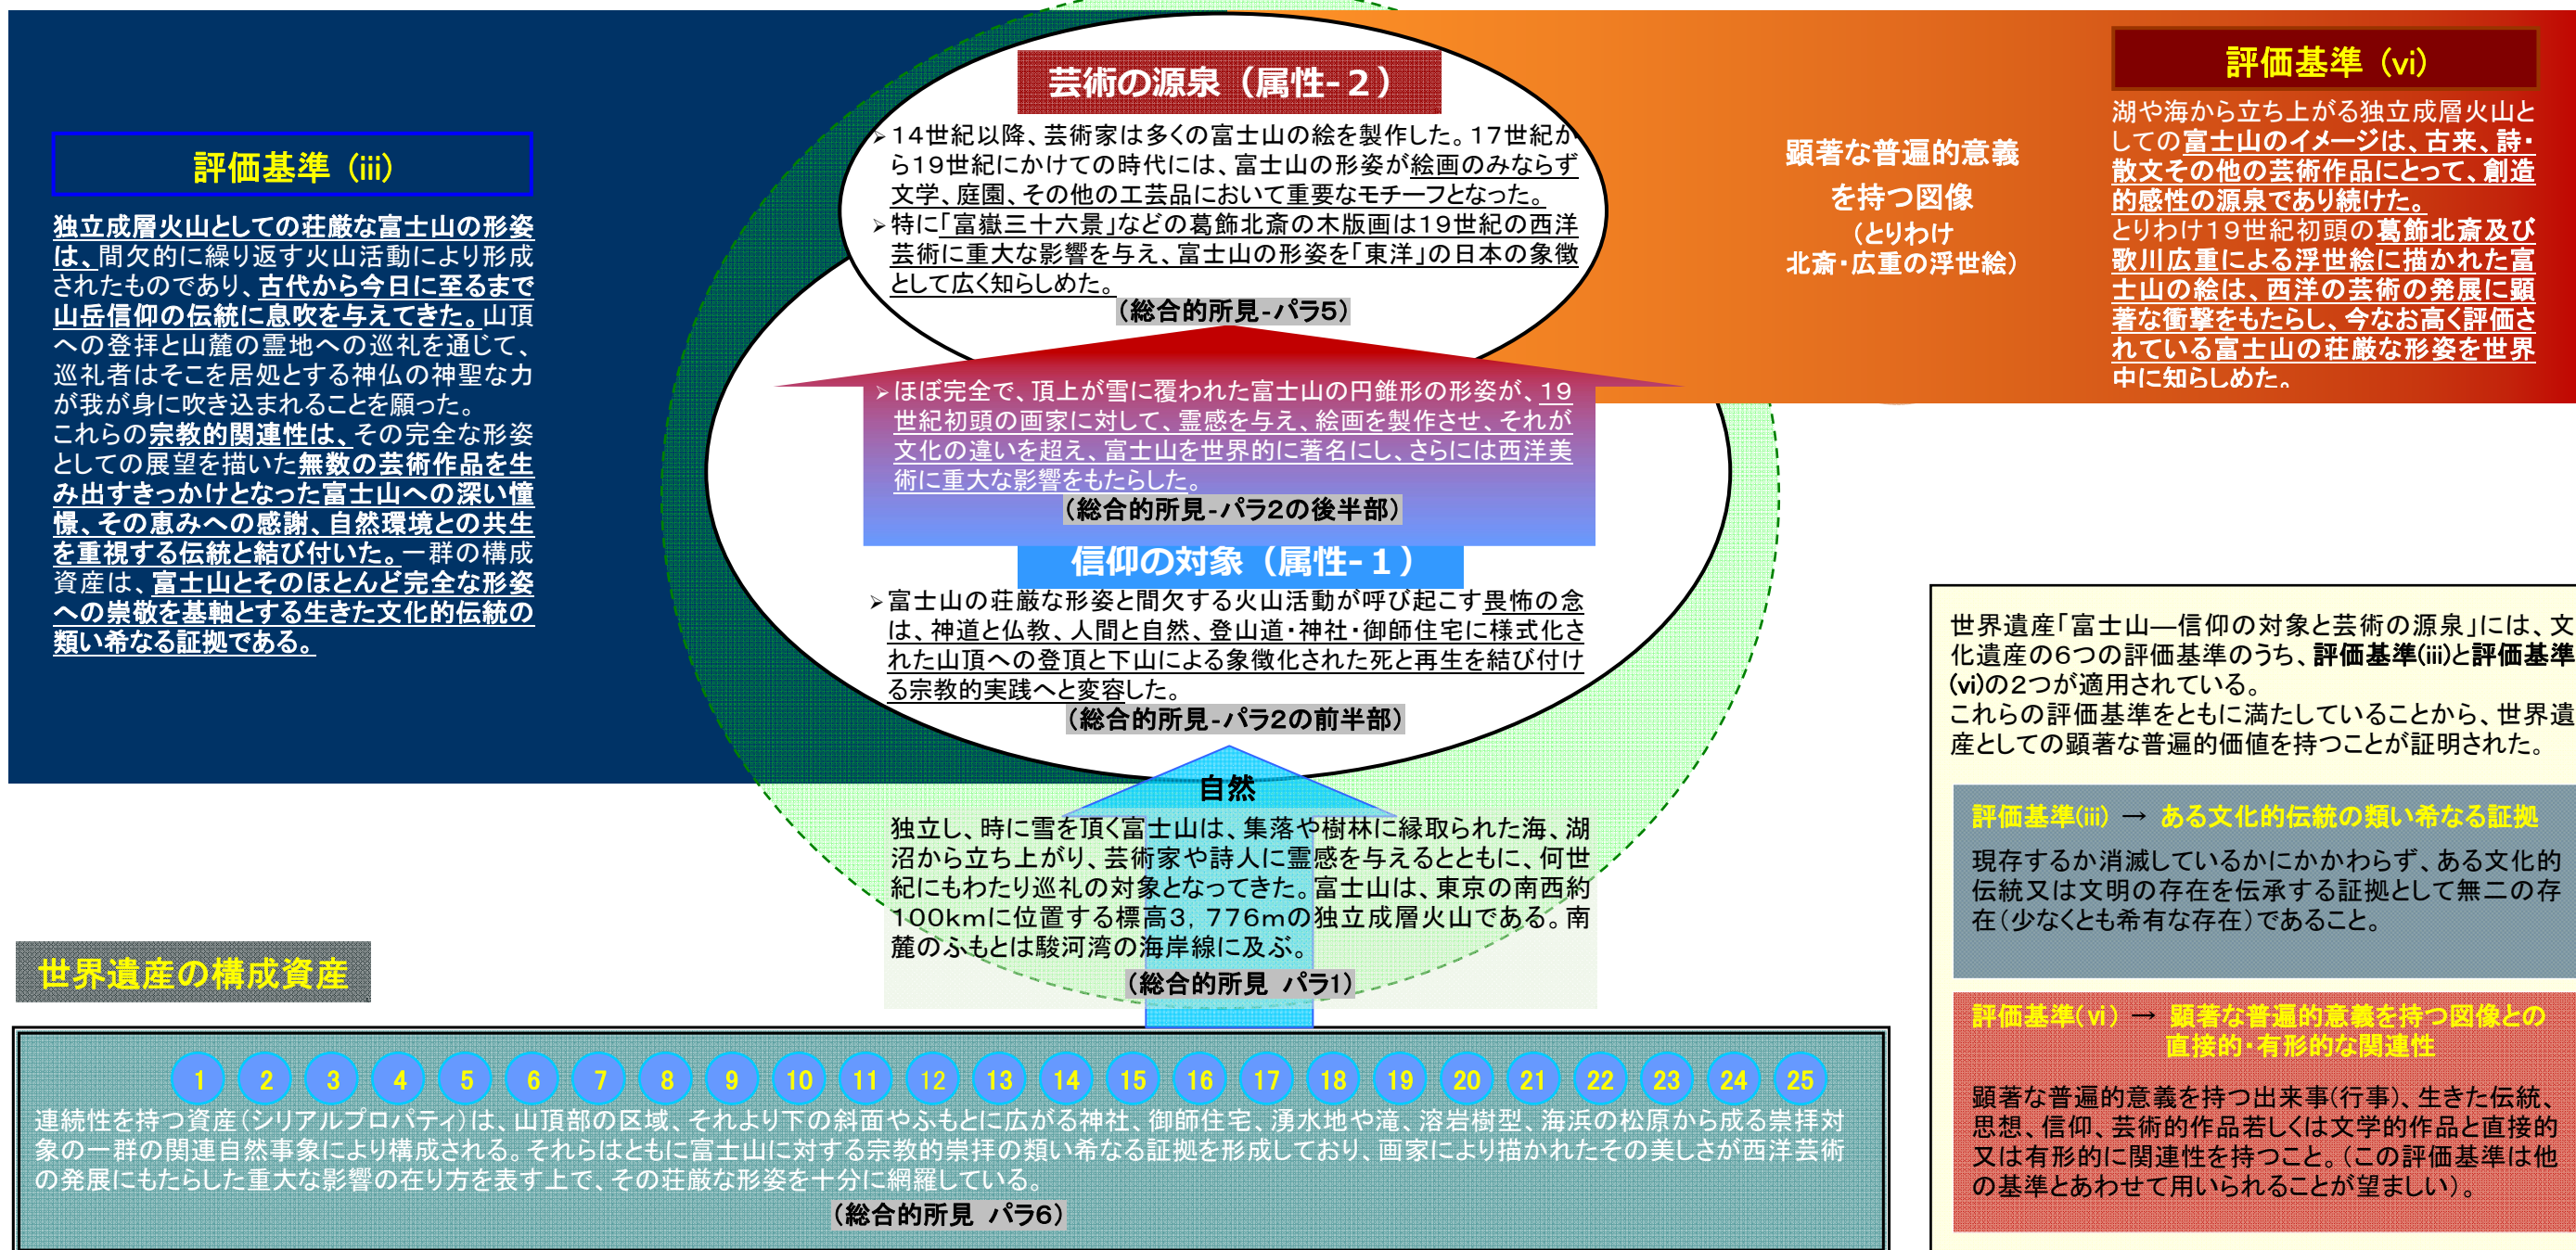 評価基準 (iii)
独立成層火山としての荘厳な富士山の形姿
は、間欠的に繰り返す火山活動により形成
されたものであり、古代から今日に至るまで
山岳信仰の伝統に息吹を与えてきた。山頂
への登拝と山麓の霊地への巡礼を通じて、
巡礼者はそこを居処とする神仏の神聖な力
が我が身に吹き込まれることを願った。
これらの宗教的関連性は、その完全な形姿
としての展望を描いた無数の芸術作品を生
み出すきっかけとなった富士山への深い憧
憬、その恵みへの感謝、自然環境との共生
を重視する伝統と結び付いた。一群の構成
資産は、富士山とそのほとんど完全な形姿
への崇敬を基軸とする生きた文化的伝統の
類い希なる証拠である。
芸術の源泉（属性-２）
➢14世紀以降、芸術家は多くの富士山の絵を製作した。17世紀か
ら19世紀にかけての時代には、富士山の形姿が絵画のみならず
文学、庭園、その他の工芸品において重要なモチーフとなった。
➢特に「富嶽三十六景」などの葛飾北斎の木版画は19世紀の西洋
芸術に重大な影響を与え、富士山の形姿を「東洋」の日本の象徴
として広く知らしめた。
（総合的所見-パラ5）
➢ほぼ完全で、頂上が雪に覆われた富士山の円錐形の形姿が、19
世紀初頭の画家に対して、霊感を与え、絵画を製作させ、それが
文化の違いを超え、富士山を世界的に著名にし、さらには西洋美
術に重大な影響をもたらした。
（総合的所見-パラ2の後半部）
信仰の対象（属性-１）
➢富士山の荘厳な形姿と間欠する火山活動が呼び起こす畏怖の念
は、神道と仏教、人間と自然、登山道・神社・御師住宅に様式化さ
れた山頂への登頂と下山による象徴化された死と再生を結び付け
る宗教的実践へと変容した。
（総合的所見-パラ2の前半部）
自然
独立し、時に雪を頂く富士山は、集落や樹林に縁取られた海、湖
沼から立ち上がり、芸術家や詩人に霊感を与えるとともに、何世
紀にもわたり巡礼の対象となってきた。富士山は、東京の南西約
100kmに位置する標高3,776mの独立成層火山である。南
麓のふもとは駿河湾の海岸線に及ぶ。
（総合的所見 パラ1）
顕著な普遍的意義
を持つ図像
（とりわけ
北斎・広重の浮世絵）
評価基準 (vi)
湖や海から立ち上がる独立成層火山と
しての富士山のイメージは、古来、詩・
散文その他の芸術作品にとって、創造
的感性の源泉であり続けた。
とりわけ19世紀初頭の葛飾北斎及び
歌川広重による浮世絵に描かれた富
士山の絵は、西洋の芸術の発展に顕
著な衝撃をもたらし、今なお高く評価さ
れている富士山の荘厳な形姿を世界
中に知らしめた。
世界遺産「富士山―信仰の対象と芸術の源泉」には、文
化遺産の6つの評価基準のうち、評価基準(iii)と評価基準
(vi)の2つが適用されている。
これらの評価基準をともに満たしていることから、世界遺
産としての顕著な普遍的価値を持つことが証明された。
評価基準(iii) → ある文化的伝統の類い希なる証拠
現存するか消滅しているかにかかわらず、ある文化的
伝統又は文明の存在を伝承する証拠として無二の存
在（少なくとも希有な存在）であること。
評価基準(vi) → 顕著な普遍的意義を持つ図像との
直接的・有形的な関連性
顕著な普遍的意義を持つ出来事(行事)、生きた伝統、
思想、信仰、芸術的作品若しくは文学的作品と直接的
又は有形的に関連性を持つこと。（この評価基準は他
の基準とあわせて用いられることが望ましい）。
世界遺産の構成資産
1 2 3 4 5 6 7 8 9 10 11 12 13 14 15 16 17 18 19 20 21 22 23 24 25
連続性を持つ資産（シリアルプロパティ）は、山頂部の区域、それより下の斜面やふもとに広がる神社、御師住宅、湧水地や滝、溶岩樹型、海浜の松原から成る崇拝対
象の一群の関連自然事象により構成される。それらはともに富士山に対する宗教的崇拝の類い希なる証拠を形成しており、画家により描かれたその美しさが西洋芸術
の発展にもたらした重大な影響の在り方を表す上で、その荘厳な形姿を十分に網羅している。
（総合的所見 パラ6）